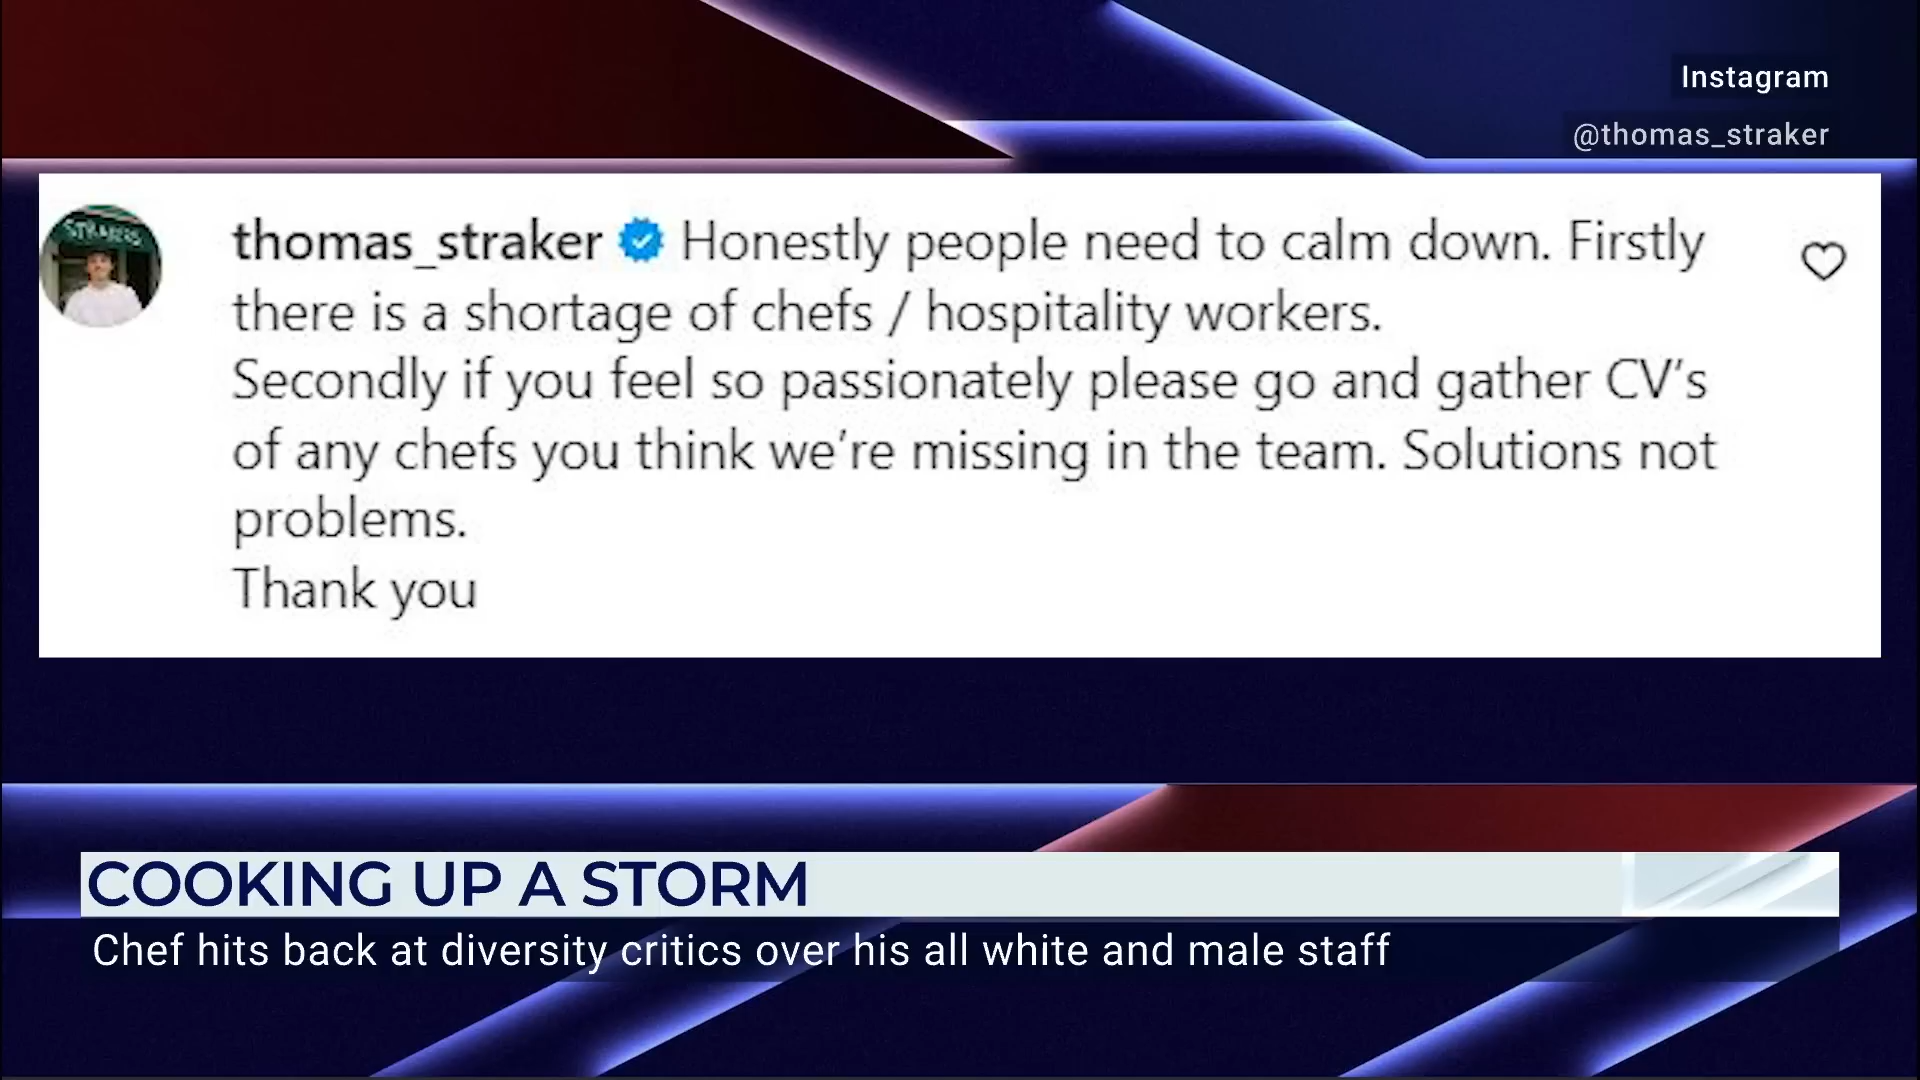 Instagram
@thomas_straker
STRAKERS
thomas_straker Honestly people need to calm down. Firstly
there is a shortage of chefs / hospitality workers.
Secondly if you feel so passionately please go and gather CV's
of any chefs you think we're missing in the team. Solutions not
problems.
Thank you
COOKING UP A STORM
Chef hits back at diversity critics over his all white and male staff